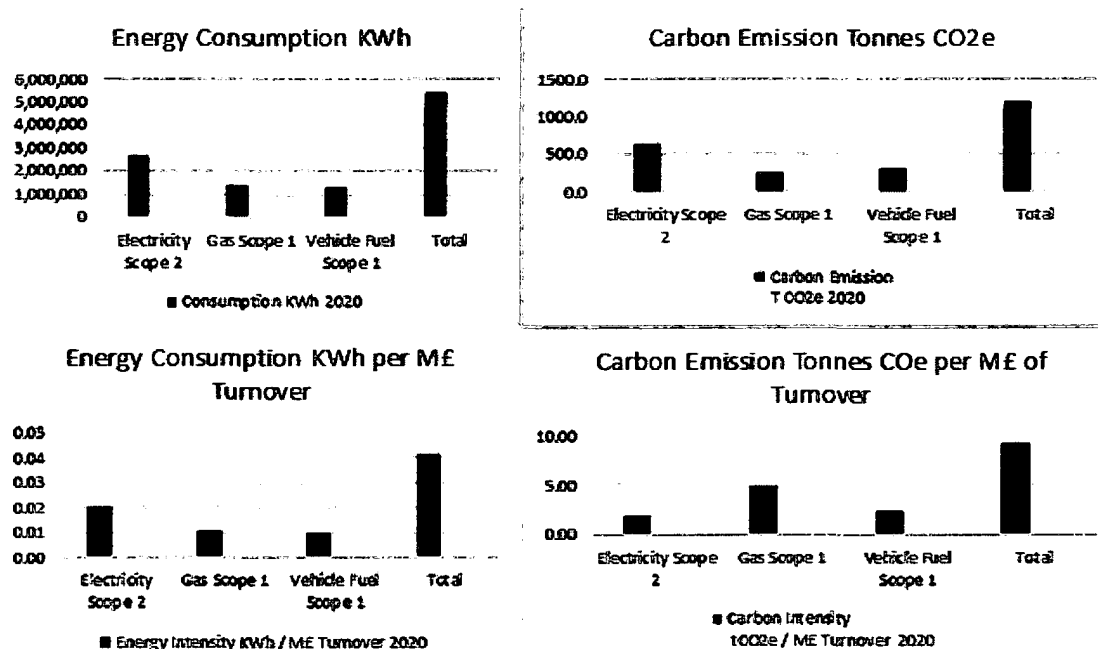 Energy Consumption KWh
6,000,000
5,000,000
4,000,000
3,000,000
2,000,000
1,000,000
0
Electricity Scope 2
Gas Scope 1
Vehicle Fuel Scope 1
Total
■ Consumption KWh 2020
Carbon Emission Tonnes CO2e
1500.0
1000.0
500.0
0.0
Electricity Scope
2
Gas Scope 1
Vehicle Fuel
Scope 1
Total
■ Carbon Emission
T CO2e 2020
Energy Consumption KWh per M£
Turnover
0.05
0.04
0.03
0.02
0.01
0.00
Electricity
Scope 2
Gas Scope 1
Vehicle Fuel
Scope 1
Total
■ Energy Intensity KWh / M£ Turnover 2020
Carbon Emission Tonnes COe per M£ of
Turnover
10.00
5.00
0.00
Electricity Scope
2
Gas Scope 1
Vehicle Fuel
Scope 1
Total
■ Carbon Intensity
tCO2e / M£ Turnover 2020